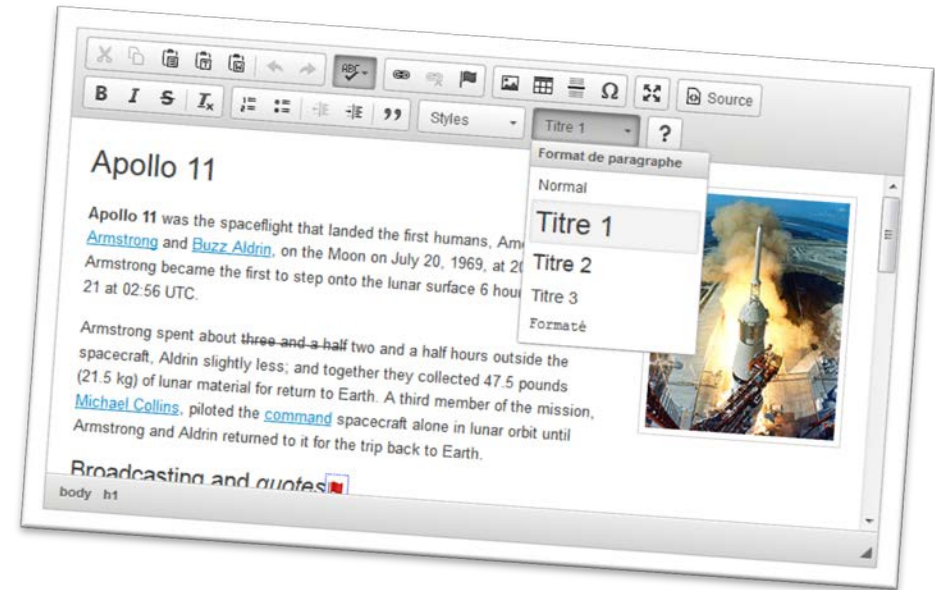 ABC
Ω
Source
B I S Ix
Styles
Titre 1
?
Format de paragraphe
Normal
Titre 1
Titre 2
Titre 3
Formaté
Apollo 11
Apollo 11 was the spaceflight that landed the first humans,
Armstrong and Buzz Aldrin, on the Moon on July 20, 1969, at
Armstrong became the first to step onto the lunar surface 6
21 at 02:56 UTC.
Armstrong spent about three and a half two and a half hours outside the
spacecraft, Aldrin slightly less; and together they collected 47.5 pounds
(21.5 kg) of lunar material for return to Earth. A third member of the mission,
Michael Collins, piloted the command spacecraft alone in lunar orbit until
Armstrong and Aldrin returned to it for the trip back to Earth.
Broadcasting and quotes
body h1